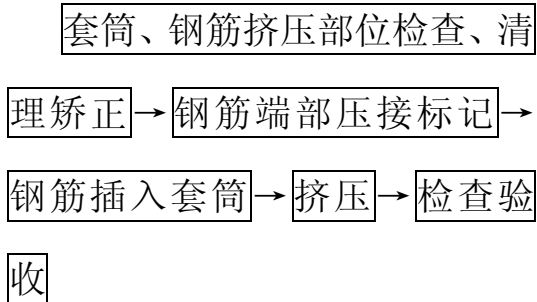 套筒、钢筋挤压部位检查、清
理矫正→钢筋端部压接标记→
钢筋插入套筒→挤压→检查验
收